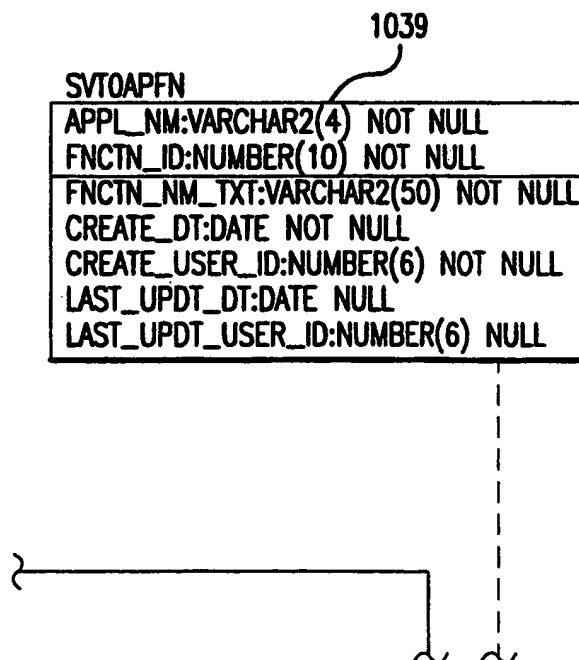 1039
SVT0APFN
APPL_NM:VARCHAR2(4) NOT NULL
FNCTN_ID:NUMBER(10) NOT NULL
FNCTN_NM_TXT:VARCHAR2(50) NOT NULL
CREATE_DT:DATE NOT NULL
CREATE_USER_ID:NUMBER(6) NOT NULL
LAST_UPDT_DT:DATE NULL
LAST_UPDT_USER_ID:NUMBER(6) NULL